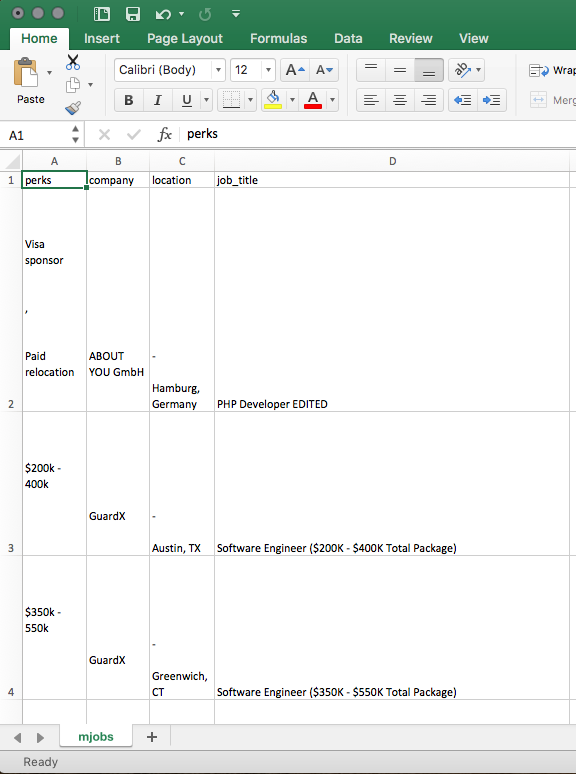 Home Insert Page Layout Formulas Data Review View
Paste
Calibri (Body) 12 A A
B I U A
Wrap
Merg
A1 fx perks
A B C D
1 perks company location job_title
Visa
sponsor
,
Paid ABOUT -
relocation YOU GmbH
Hamburg,
2 Germany PHP Developer EDITED
$200k -
400k
GuardX -
3 Austin, TX Software Engineer ($200K - $400K Total Package)
$350k -
550k
-
GuardX
Greenwich,
4 CT Software Engineer ($350K - $550K Total Package)
mjobs +
Ready